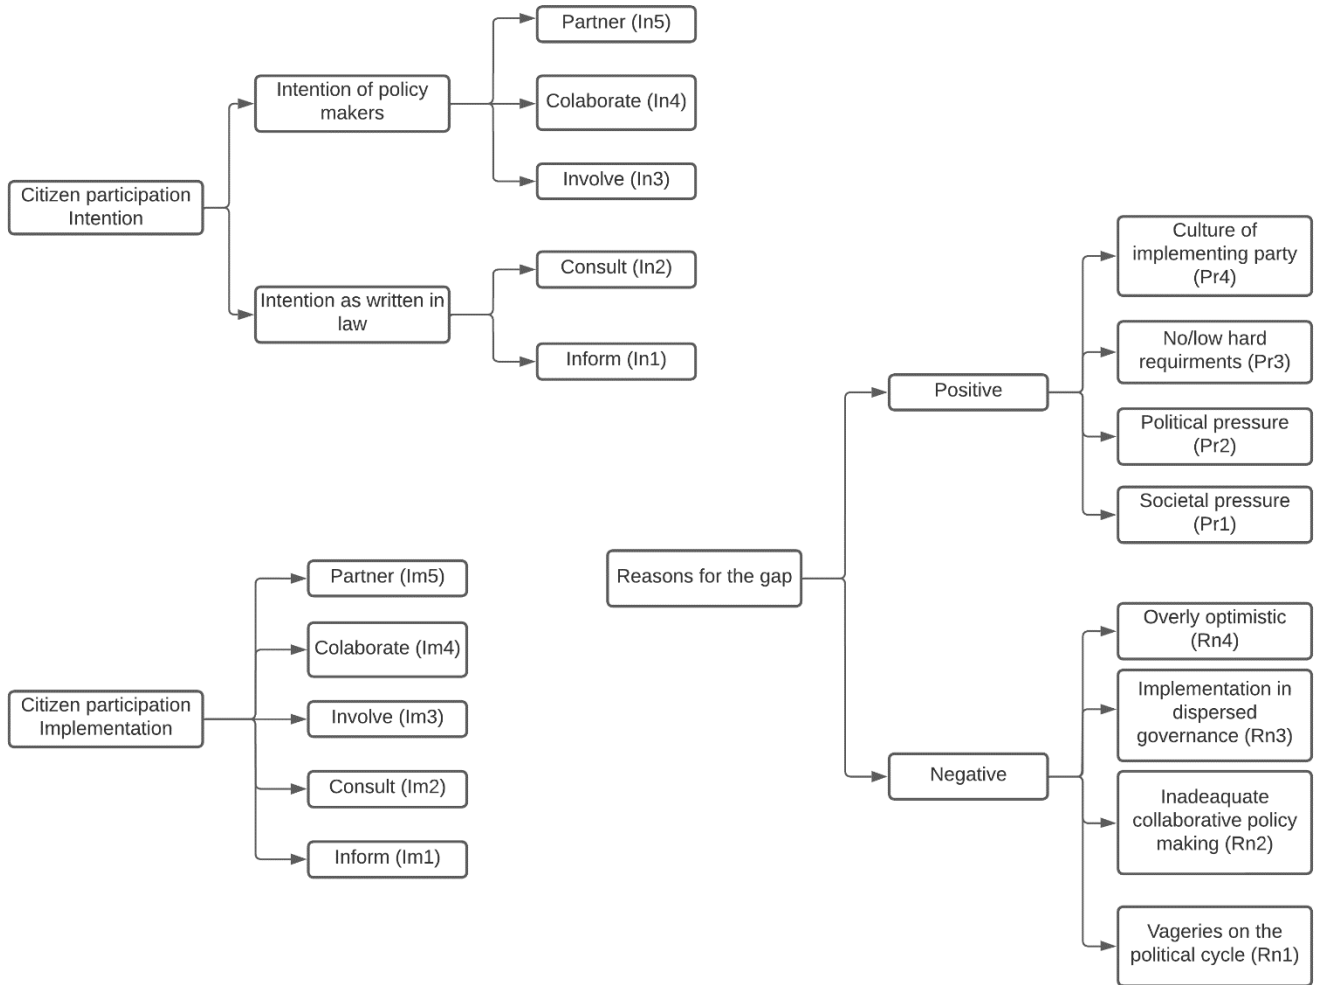 Citizen participation
Intention
Intention of policy
makers
Partner (In5)
Colaborate (In4)
Involve (In3)
Intention as written in
law
Consult (In2)
Inform (In1)
Citizen participation
Implementation
Partner (Im5)
Colaborate (Im4)
Involve (Im3)
Consult (Im2)
Inform (Im1)
Reasons for the gap
Positive
Culture of
implementing party
(Pr4)
No/low hard
requirments (Pr3)
Political pressure
(Pr2)
Societal pressure
(Pr1)
Negative
Overly optimistic
(Rn4)
Implementation in
dispersed
governance (Rn3)
Inadeaquate
collaborative policy
making (Rn2)
Vageries on the
political cycle (Rn1)